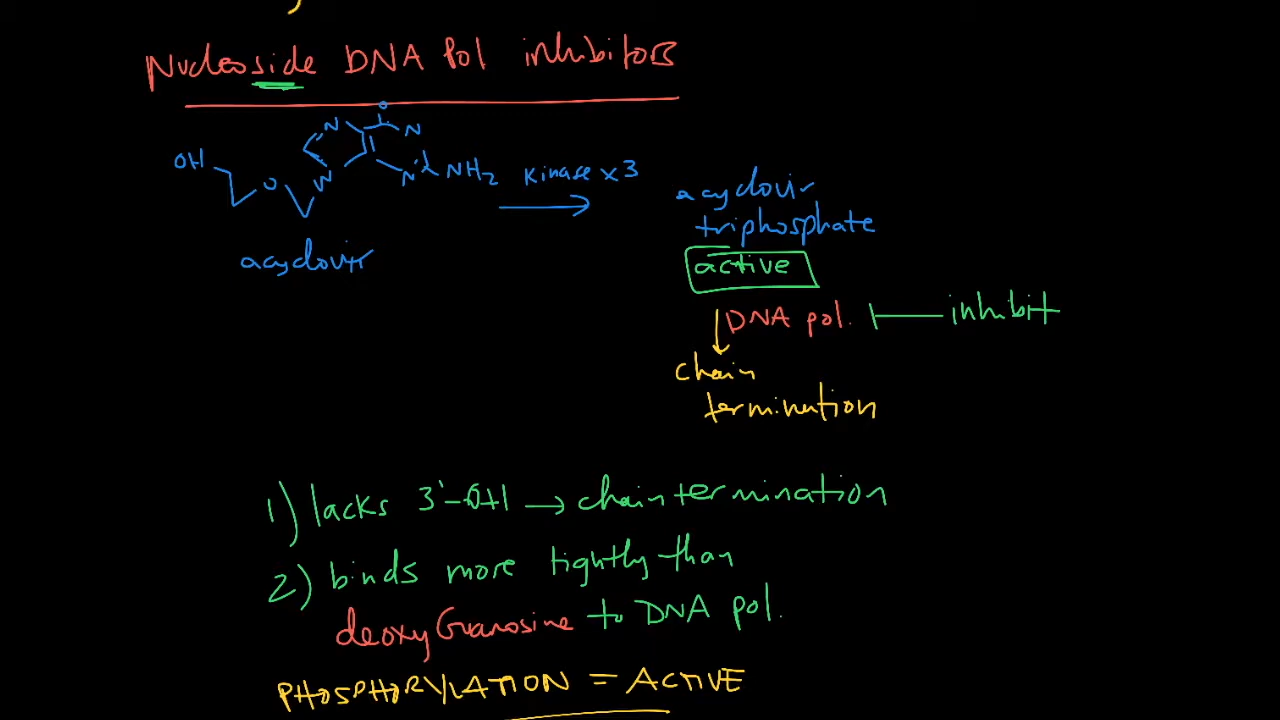 Nucleoside DNA Pol inhibitors
O
N
N
OH
O
N
N
NH2
Kinase x 3
acyclovir
acyclovir
triphosphate
active
DNA pol.
inhibit
chain
termination
1) lacks 3'-OH → chain termination
2) binds more tightly than
deoxyGuanosine to DNA pol.
PHOSPHORYLATION = ACTIVE